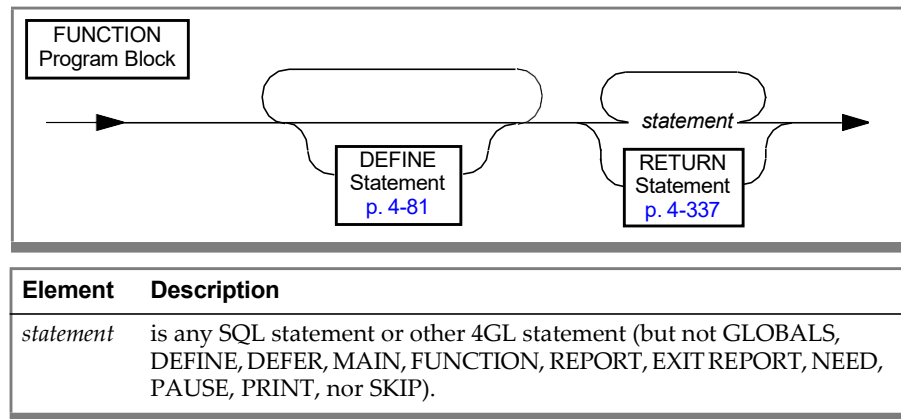 FUNCTION
Program Block
statement
DEFINE
Statement
p. 4-81
RETURN
Statement
p. 4-337
Element Description
statement is any SQL statement or other 4GL statement (but not GLOBALS,
DEFINE, DEFER, MAIN, FUNCTION, REPORT, EXIT REPORT, NEED,
PAUSE, PRINT, nor SKIP).